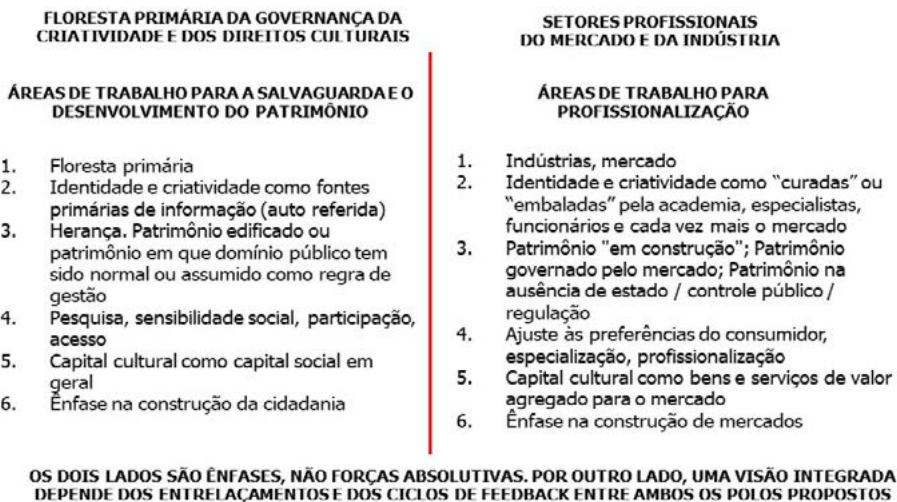 FLORESTA PRIMÁRIA DA GOVERNANÇA DA
CRIATIVIDADE E DOS DIREITOS CULTURAIS
ÁREAS DE TRABALHO PARA A SALVAGUARDA E O
DESENVOLVIMENTO DO PATRIMÔNIO
1. Floresta primária
2. Identidade e criatividade como fontes
primárias de informação (auto referida)
3. Herança. Patrimônio edificado ou
patrimônio em que domínio público tem
sido normal ou assumido como regra de
gestão
4. Pesquisa, sensibilidade social, participação,
acesso
5. Capital cultural como capital social em
geral
6. Ênfase na construção da cidadania
SETORES PROFISSIONAIS
DO MERCADO E DA INDÚSTRIA
ÁREAS DE TRABALHO PARA
PROFISSIONALIZAÇÃO
1. Indústrias, mercado
2. Identidade e criatividade como “curadas” ou
“embaladas” pela academia, especialistas,
funcionários e cada vez mais o mercado
3. Patrimônio "em construção"; Patrimônio
governado pelo mercado; Patrimônio na
ausência de estado / controle público /
regulação
4. Ajuste às preferências do consumidor,
especialização, profissionalização
5. Capital cultural como bens e serviços de valor
agregado para o mercado
6. Ênfase na construção de mercados
OS DOIS LADOS SÃO ÊNFASES, NÃO FORÇAS ABSOLUTIVAS. POR OUTRO LADO, UMA VISÃO INTEGRADA
DEPENDE DOS ENTRELAÇAMENTOS E DOS CICLOS DE FEEDBACK ENTRE AMBOS OS POLOS PROPOSTOS